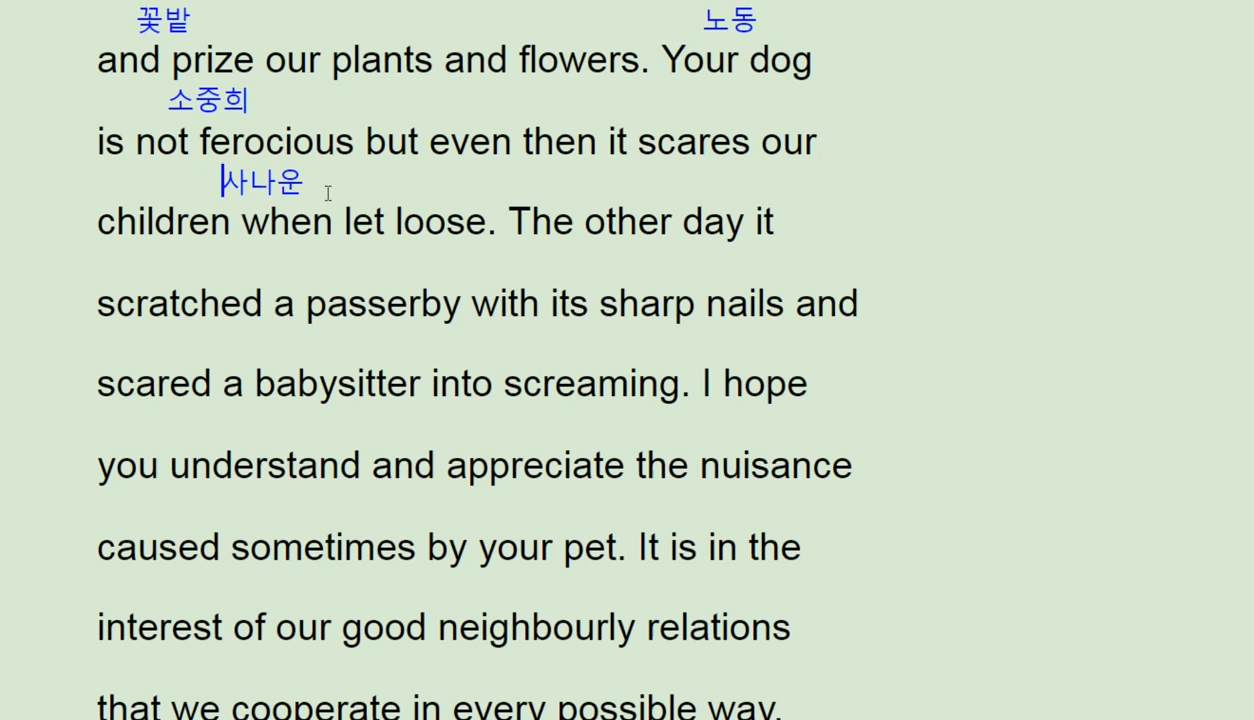 꽃밭 노동
and prize our plants and flowers. Your dog
소중희
is not ferocious but even then it scares our
사나운
children when let loose. The other day it
scratched a passerby with its sharp nails and
scared a babysitter into screaming. I hope
you understand and appreciate the nuisance
caused sometimes by your pet. It is in the
interest of our good neighbourly relations
that we cooperate in every possible way.